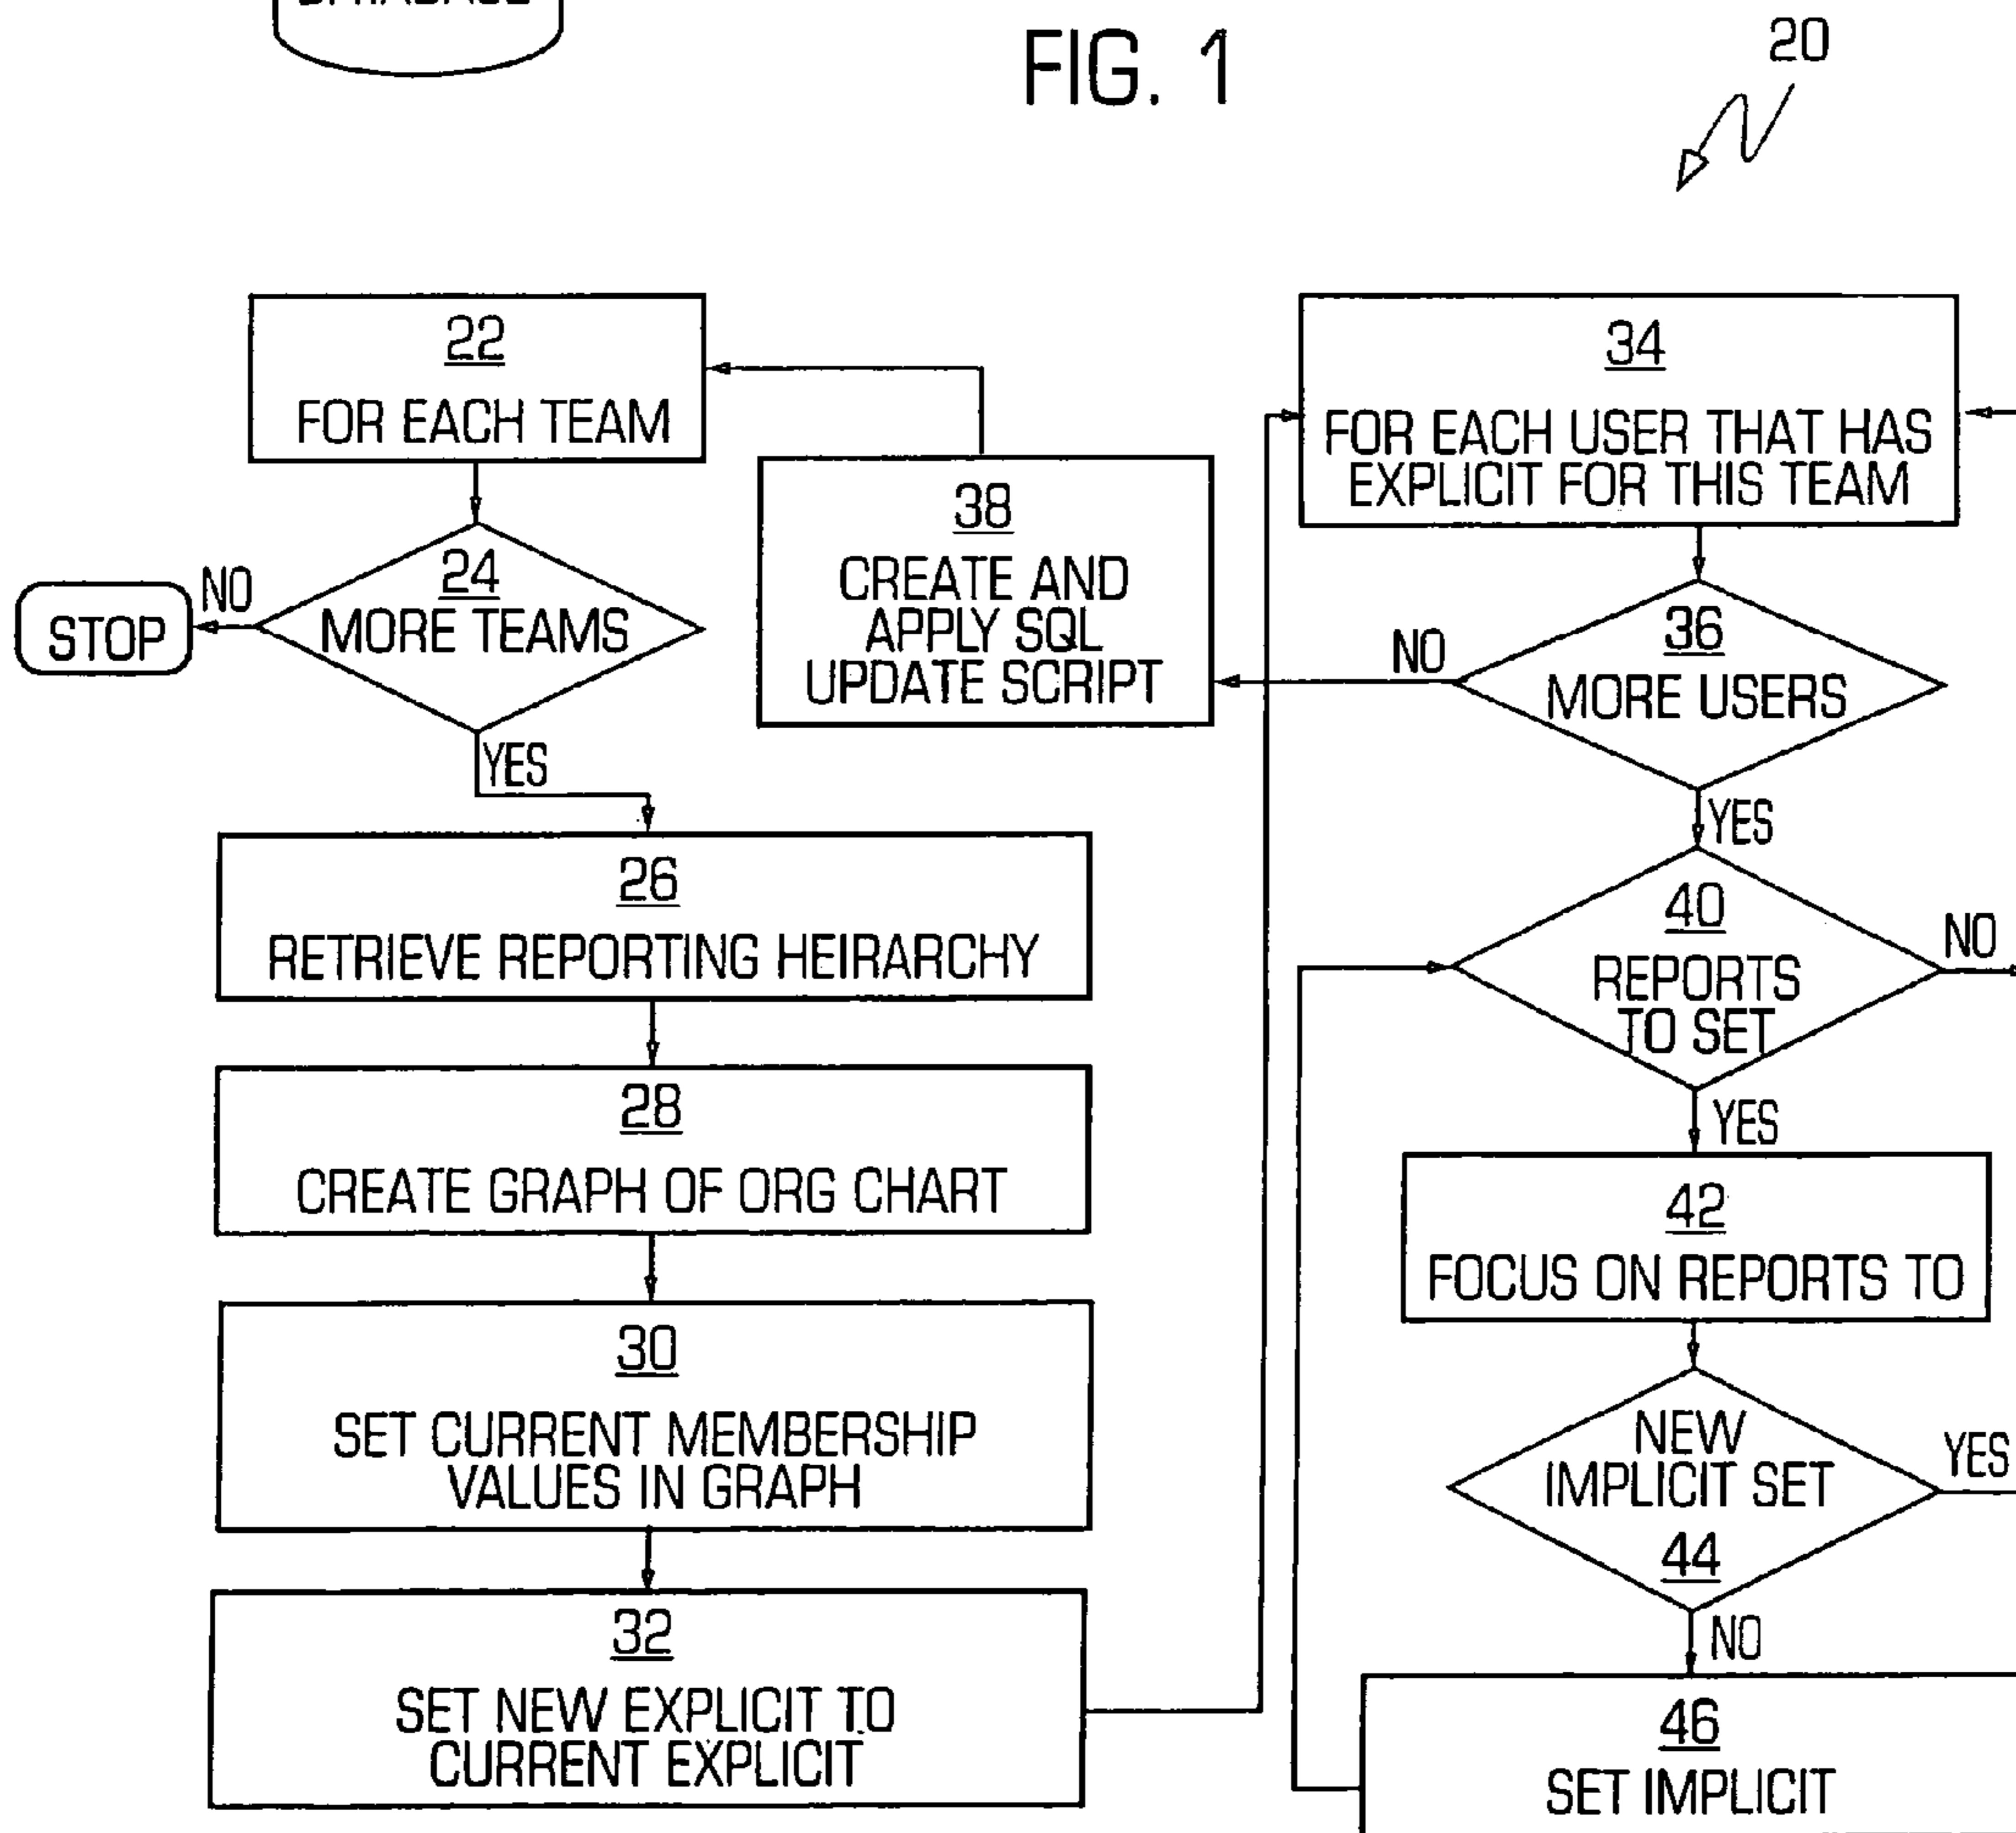 FIG. 1
20
22
FOR EACH TEAM
24
MORE TEAMS
NO
STOP
YES
26
RETRIEVE REPORTING HEIRARCHY
28
CREATE GRAPH OF ORG CHART
30
SET CURRENT MEMBERSHIP
VALUES IN GRAPH
32
SET NEW EXPLICIT TO
CURRENT EXPLICIT
38
CREATE AND
APPLY SQL
UPDATE SCRIPT
34
FOR EACH USER THAT HAS
EXPLICIT FOR THIS TEAM
36
MORE USERS
NO
YES
40
REPORTS
TO SET
NO
YES
42
FOCUS ON REPORTS TO
NEW
IMPLICIT SET
44
YES
NO
46
SET IMPLICIT